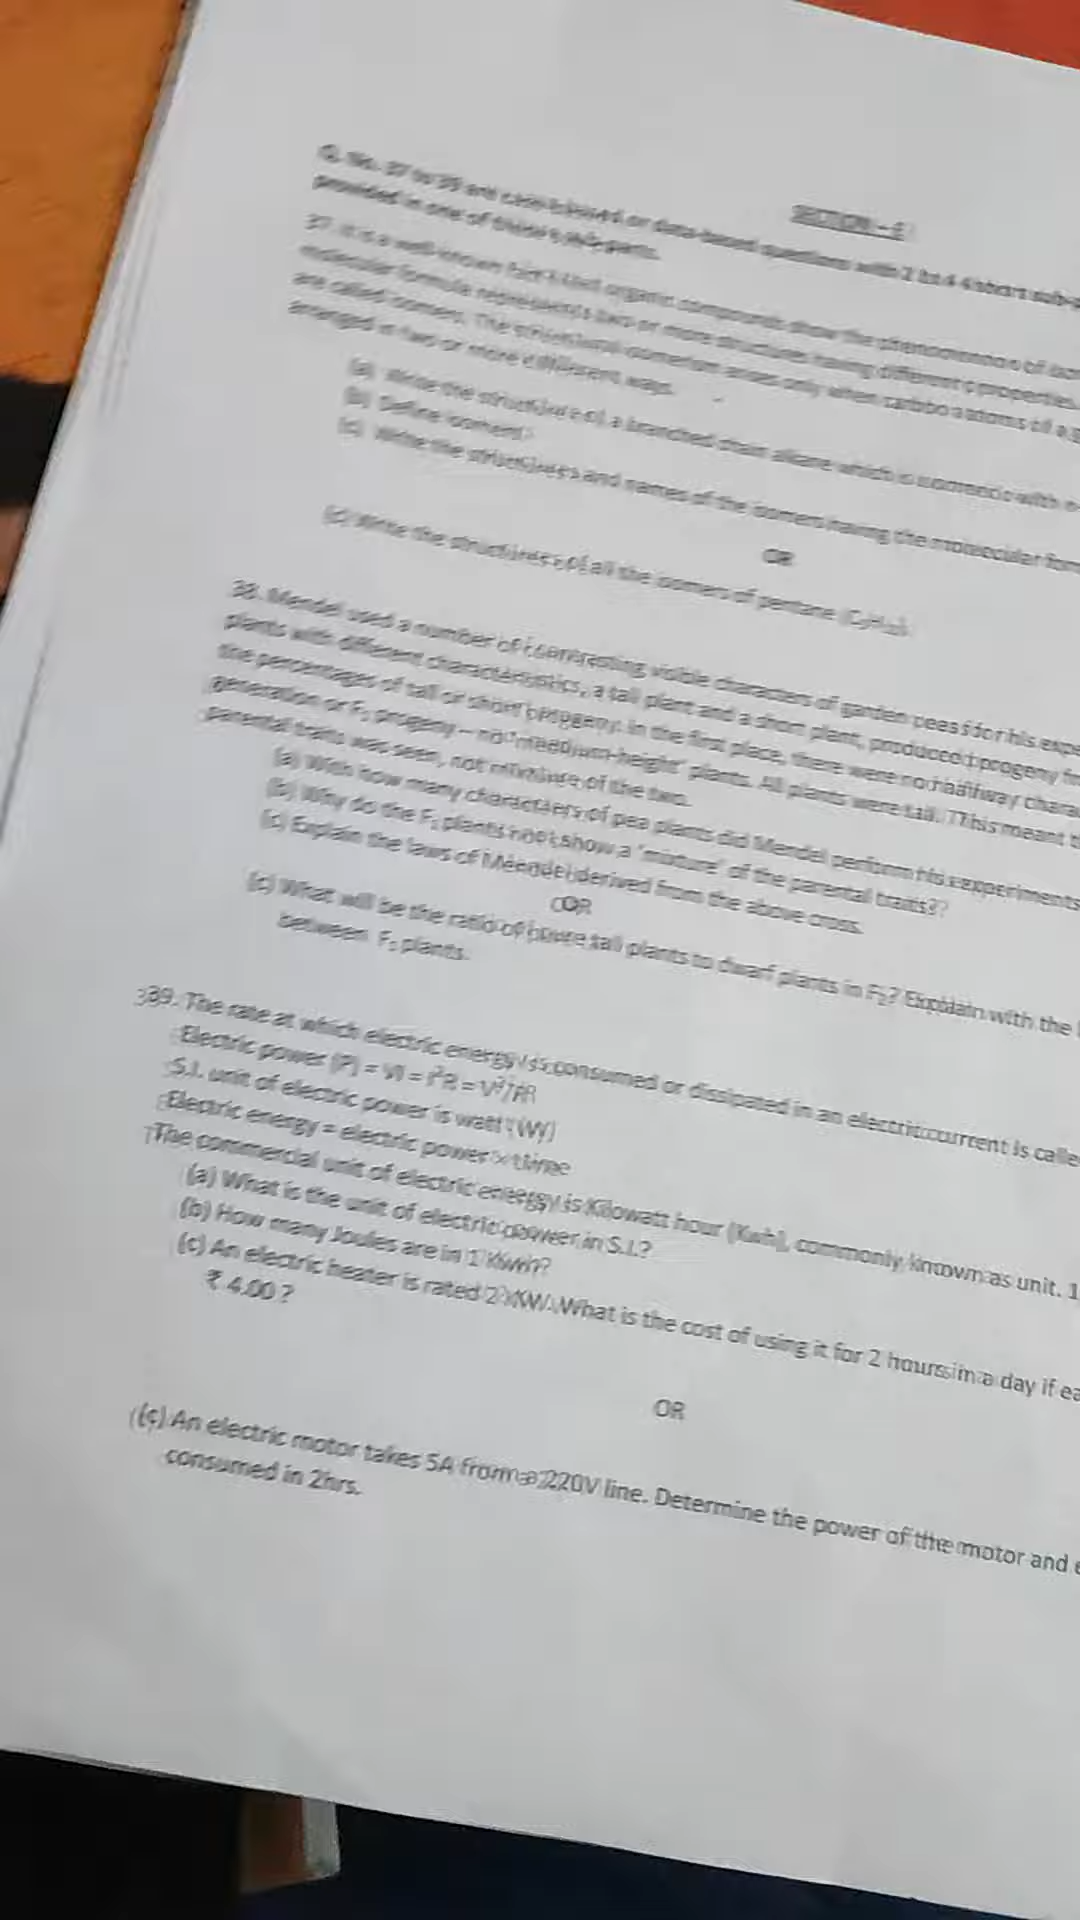 SECTION - E
Q. No. 37 to 39 are case-based or data-based questions with 2 to 4 short sub-
provided in one of these sub-parts.
37. It is a well-known fact that organic compounds show the phenomenon of
molecular formula represents two or more structures having different properties.
are called isomers. The structural isomerism arises only when carbon atoms of a
arranged in two or more different ways.
(a) Write the structure of a branched chain alkane which is isomeric with n-
(b) Define isomers?
(c) Write the structures and names of the isomers having the molecular
OR
(c) Write the structures of all the isomers of pentane (C₅H₁₂).
38. Mendel used a number of contrasting visible characters of garden peas for his
plants with different characteristics, a tall plant and a short plant, produced progeny
the percentages of tall or short progeny. In the first place, there were no halfway
generation or F₁ progeny – no 'medium-height' plants. All plants were tall. This meant
parental traits was seen, not mixture of the two.
(a) With how many characters of pea plants did Mendel perform his experiments
(b) Why do the F₁ plants not show a 'mixture' of the parental traits?
(c) Explain the laws of Mendel derived from the above cross.
OR
(c) What will be the ratio of pure tall plants to dwarf plants in F₂? Explain with the
between F₁ plants.
39. The rate at which electric energy is consumed or dissipated in an electric current is
Electric power (P) = VI = I²R = V²/R
S.I. unit of electric power is watt (W)
Electric energy = electric power × time
The commercial unit of electric energy is Kilowatt hour (Kwh), commonly known as unit. 1
(a) What is the unit of electric power in S.I.?
(b) How many Joules are in 1 Kwh?
(c) An electric heater is rated 2 KW. What is the cost of using it for 2 hours in a day if
₹ 4.00 ?
OR
(c) An electric motor takes 5A from a 220V line. Determine the power of the motor and
consumed in 2hrs.